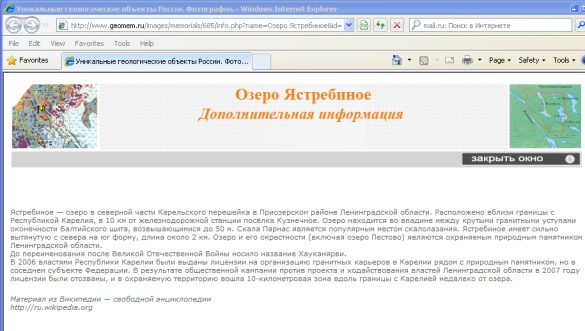 Уникальные геологические объекты России. Фотографии. - Windows Internet Explorer
http://www.geomem.ru/images/memorials/685/info.php?name=Озеро Ястребиное&id=
mail.ru: Поиск в Интернете
File Edit View Favorites Tools Help
Favorites Уникальные геологические объекты России. Фото... Page Safety Tools
Озеро Ястребиное
Дополнительная информация
закрыть окно
Ястребиное — озеро в северной части Карельского перешейка в Приозерском районе Ленинградской области. Расположено вблизи границы с
Республикой Карелия, в 10 км от железнодорожной станции посёлка Кузнечное. Озеро находится во впадине между крутыми гранитными уступами
оконечности Балтийского щита, возвышающимися до 50 м. Скала Парнас является популярным местом скалолазания. Ястребиное имеет сильно
вытянутую с севера на юг форму, длина около 2 км. Озеро и его окрестности (включая озеро Пестово) являются охраняемым природным памятником
Ленинградской области.
До переименования после Великой Отечественной Войны носило название Хауканярви.
В 2006 властями Республики Карелии были выданы лицензии на организацию гранитных карьеров в Карелии рядом с природным памятником, но в
соседнем субъекте Федерации. В результате общественной кампании против проекта и ходайствования властей Ленинградской области в 2007 году
лицензии были отозваны, и в охраняемую территорию вошла 10-километровая зона вдоль границы с Карелией недалеко от озера.
Материал из Википедии — свободной энциклопедии
http://ru.wikipedia.org